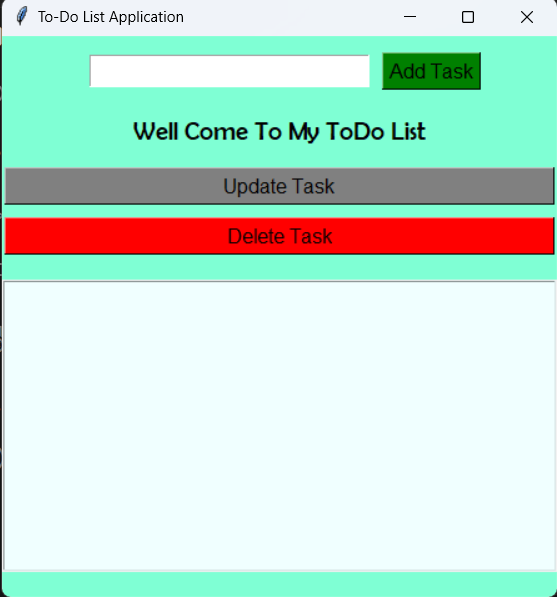 To-Do List Application
Add Task
Well Come To My ToDo List
Update Task
Delete Task